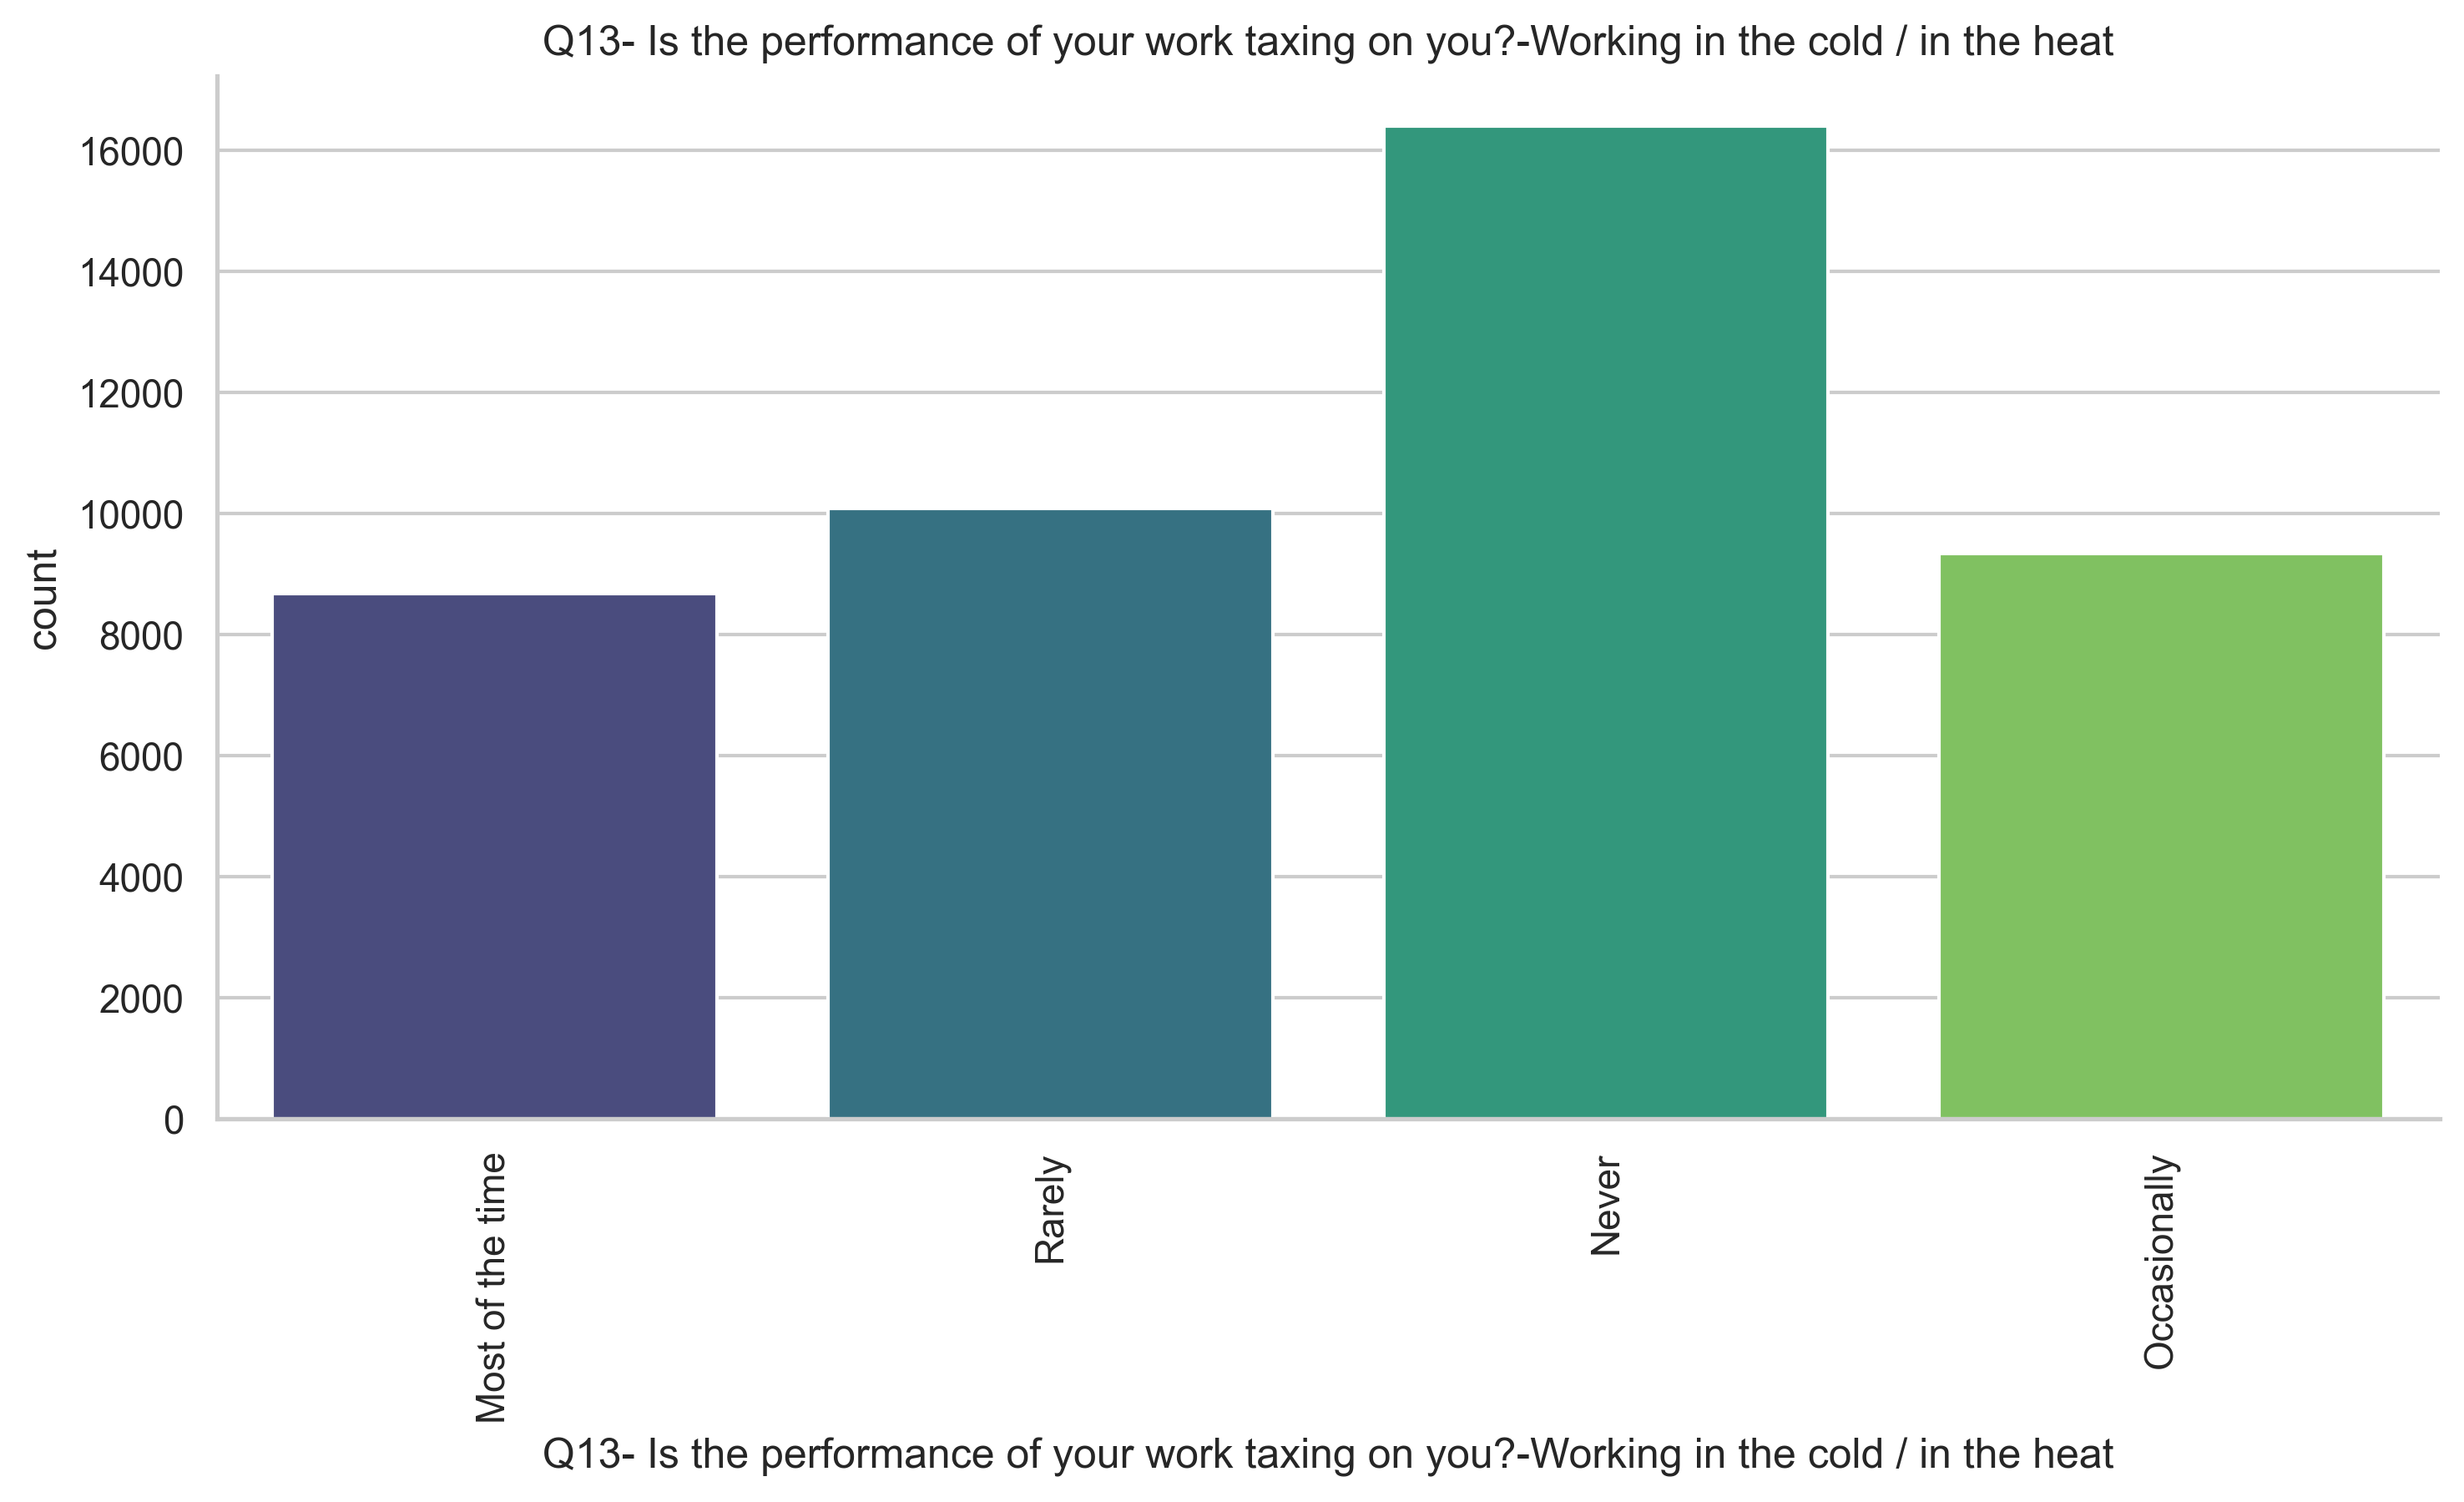 Q13- Is the performance of your work taxing on you?-Working in the cold / in the heat
16000
14000
12000
10000
8000
6000
4000
2000
0
count
Most of the time
Rarely
Never
Occasionally
Q13- Is the performance of your work taxing on you?-Working in the cold / in the heat